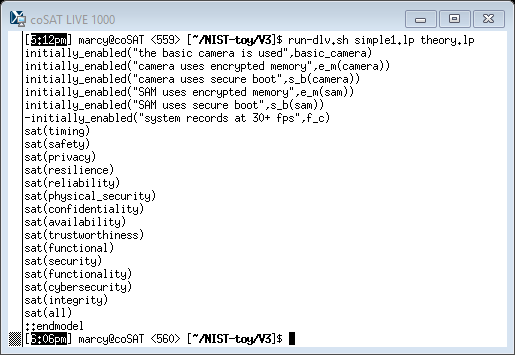 coSAT LIVE 1000
[5:12pm] marcy@coSAT <559> [~/NIST-toy/V3]$ run-dlv.sh simple1.lp theory.lp
initially_enabled("the basic camera is used",basic_camera)
initially_enabled("camera uses encrypted memory",e_m(camera))
initially_enabled("camera uses secure boot",s_b(camera))
initially_enabled("SAM uses encrypted memory",e_m(sam))
initially_enabled("SAM uses secure boot",s_b(sam))
-initially_enabled("system records at 30+ fps",f_c)
sat(timing)
sat(safety)
sat(privacy)
sat(resilience)
sat(reliability)
sat(physical_security)
sat(confidentiality)
sat(availability)
sat(trustworthiness)
sat(functional)
sat(security)
sat(functionality)
sat(cybersecurity)
sat(integrity)
sat(all)
::endmodel
[6:06pm] marcy@coSAT <560> [~/NIST-toy/V3]$